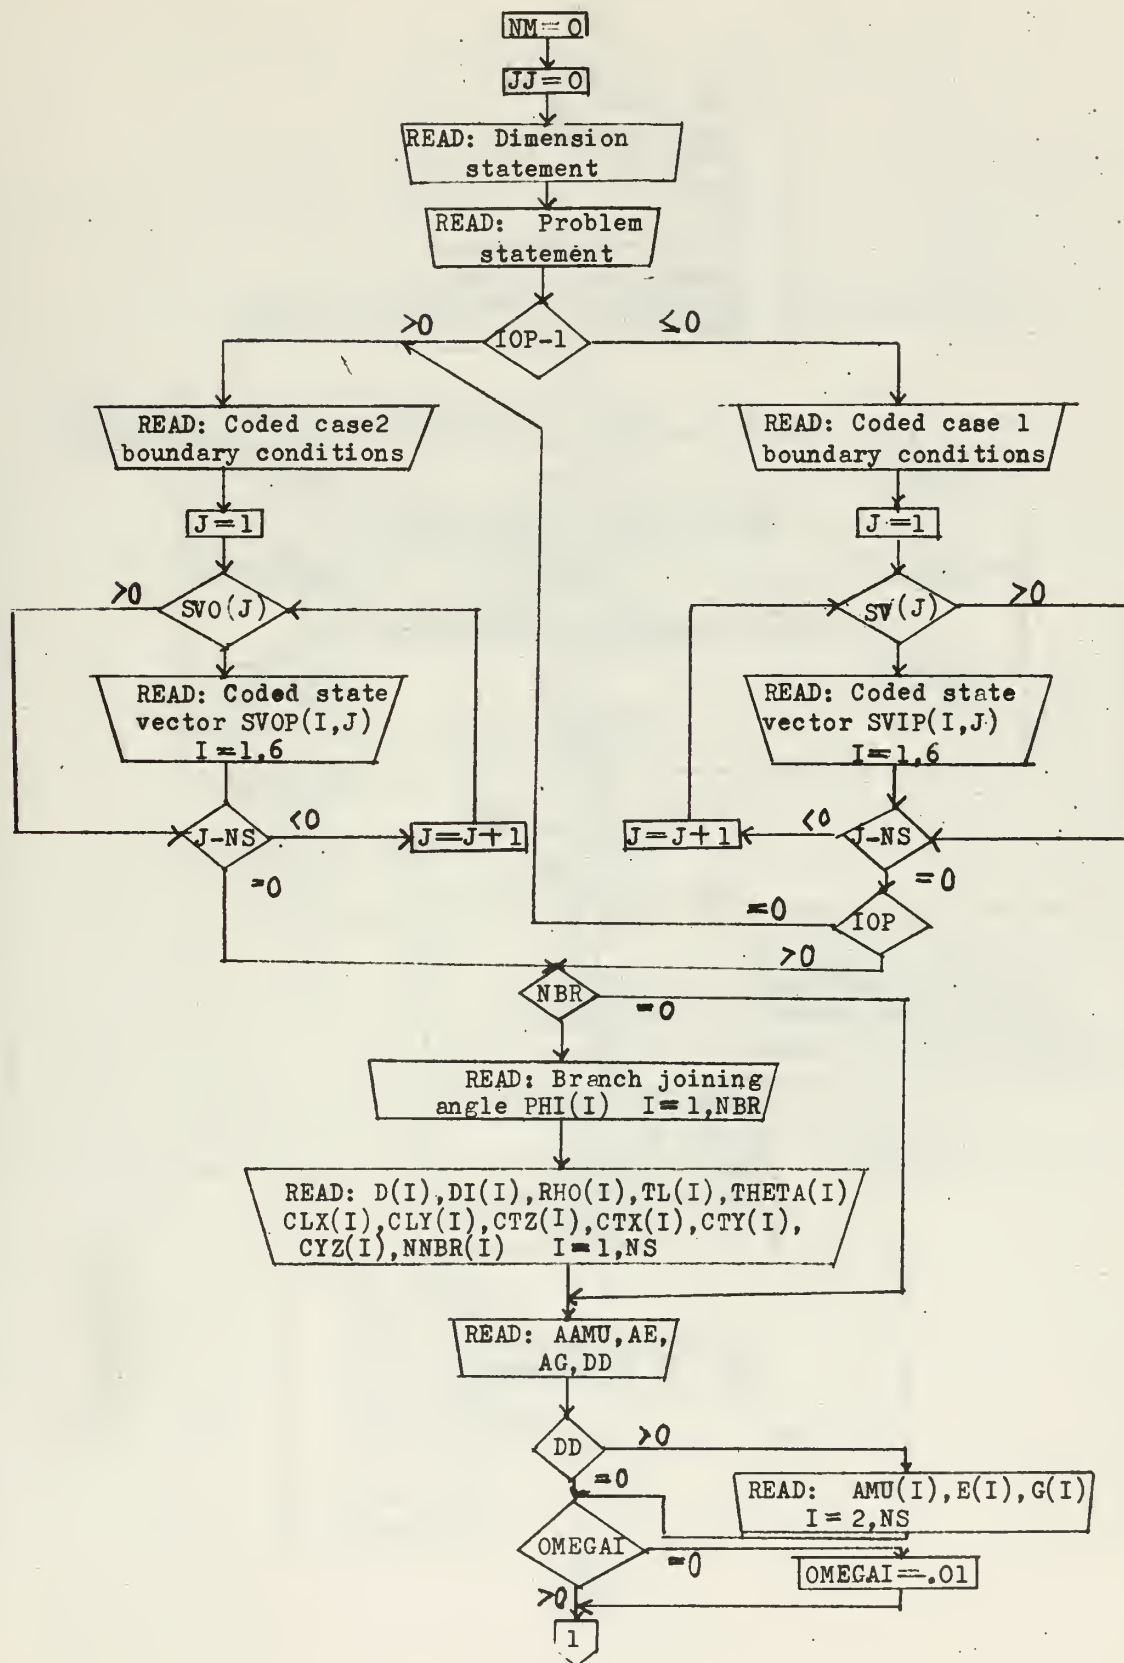 NM=0
JJ=0
READ: Dimension
statement
READ: Problem
statement
>0
IOP-1
≤0
READ: Coded case2
boundary conditions
READ: Coded case 1
boundary conditions
J=1
J=1
>0
SVO(J)
SV(J)
>0
READ: Coded state
vector SVOP(I,J)
I=1,6
READ: Coded state
vector SVIP(I,J)
I=1,6
J-NS
<0
J=J+1
=0
J=J+1
<0
J-NS
=0
=0
IOP
>0
NBR
=0
READ: Branch joining
angle PHI(I) I=1,NBR
READ: D(I),DI(I),RHO(I),TL(I),THETA(I)
CLX(I),CLY(I),CTZ(I),CTX(I),CTY(I),
CYZ(I),NNBR(I) I=1,NS
READ: AAMU,AE,
AG,DD
DD
>0
=0
READ: AMU(I),E(I),G(I)
I=2,NS
OMEGAI
=0
OMEGAI=.01
>0
1